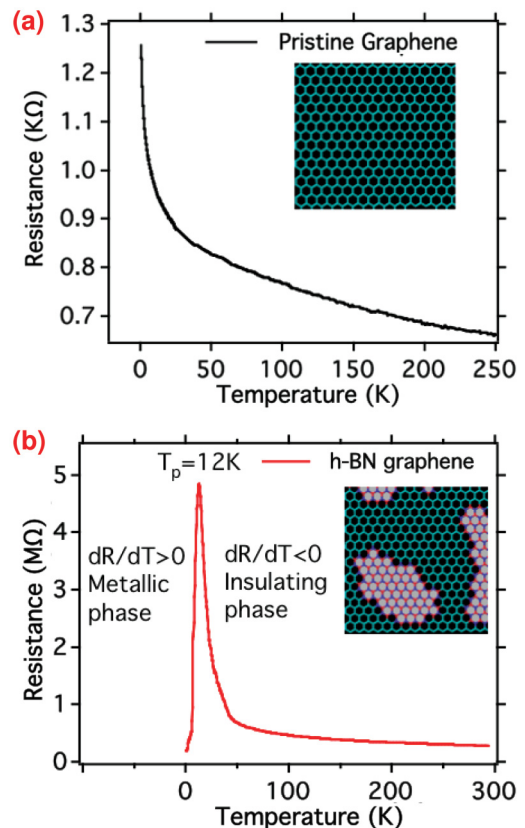 (a)
1.3
1.2
1.1
1.0
0.9
0.8
0.7
Resistance (KΩ)
Pristine Graphene
0 50 100 150 200 250
Temperature (K)
(b)
5
4
3
2
1
0
Resistance (MΩ)
Tp=12K h-BN graphene
dR/dT>0 dR/dT<0
Metallic Insulating
phase phase
0 100 200 300
Temperature (K)